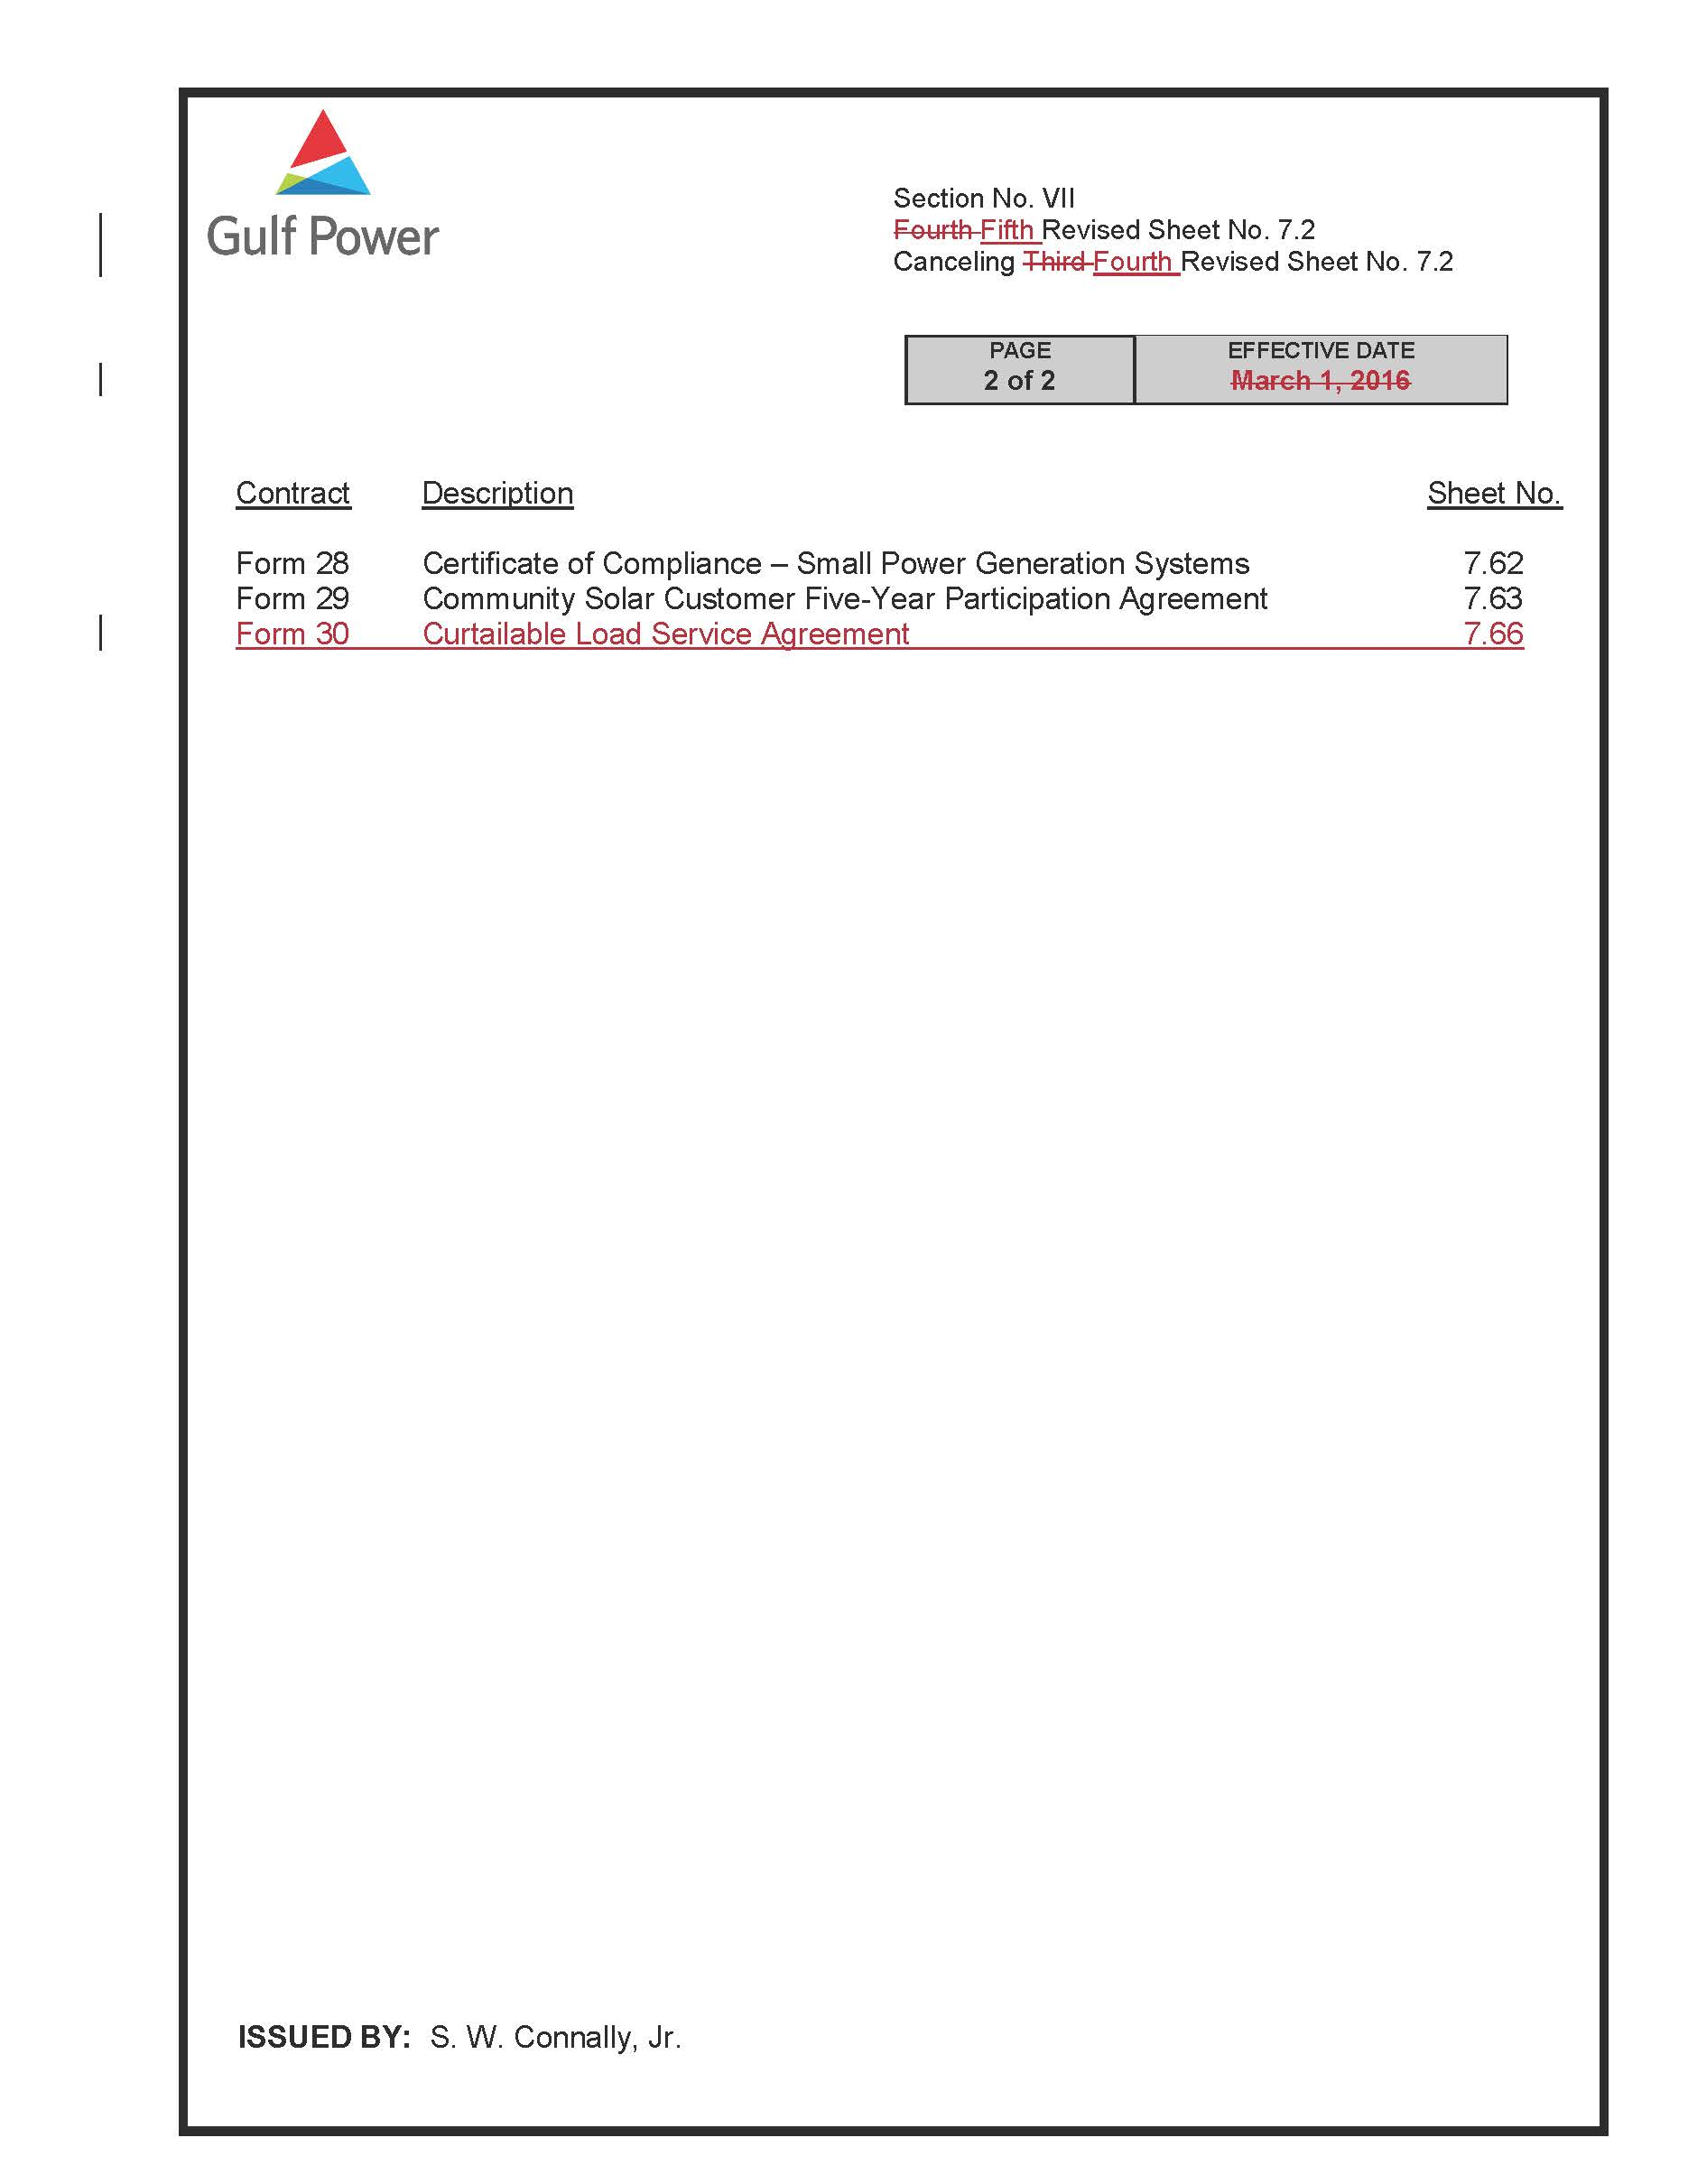 Gulf Power
Section No. VII
Fourth Fifth Revised Sheet No. 7.2
Canceling Third Fourth Revised Sheet No. 7.2
PAGE EFFECTIVE DATE
2 of 2 March 1, 2016
Contract Description Sheet No.
Form 28 Certificate of Compliance – Small Power Generation Systems 7.62
Form 29 Community Solar Customer Five-Year Participation Agreement 7.63
Form 30 Curtailable Load Service Agreement 7.66
ISSUED BY: S. W. Connally, Jr.